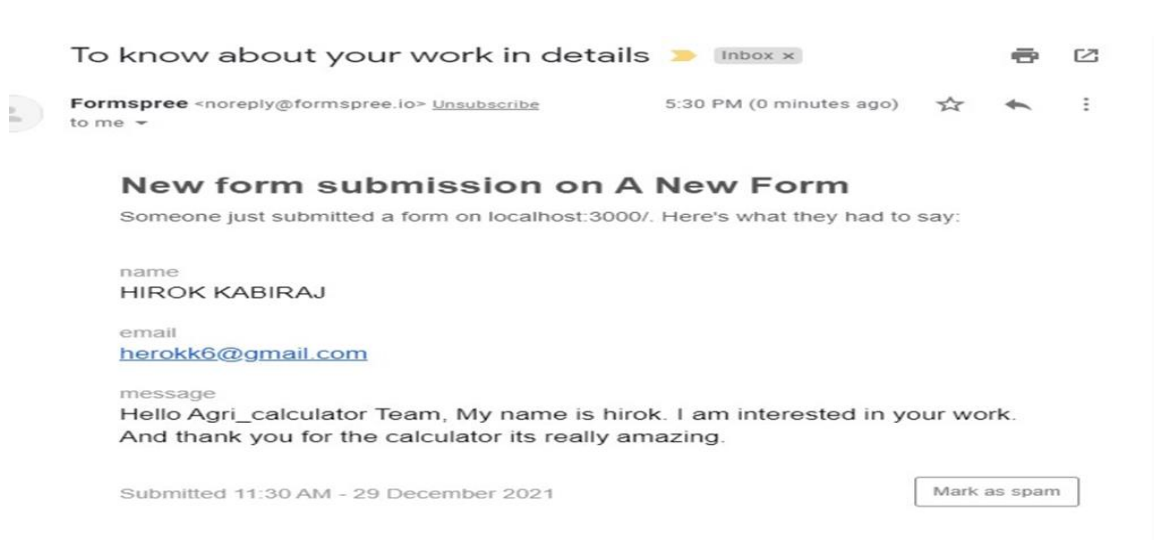 To know about your work in details Inbox x
Formspree <noreply@formspree.io> Unsubscribe 5:30 PM (0 minutes ago)
to me
New form submission on A New Form
Someone just submitted a form on localhost:3000/. Here's what they had to say:
name
HIROK KABIRAJ
email
herokk6@gmail.com
message
Hello Agri_calculator Team, My name is hirok. I am interested in your work.
And thank you for the calculator its really amazing.
Submitted 11:30 AM - 29 December 2021 Mark as spam